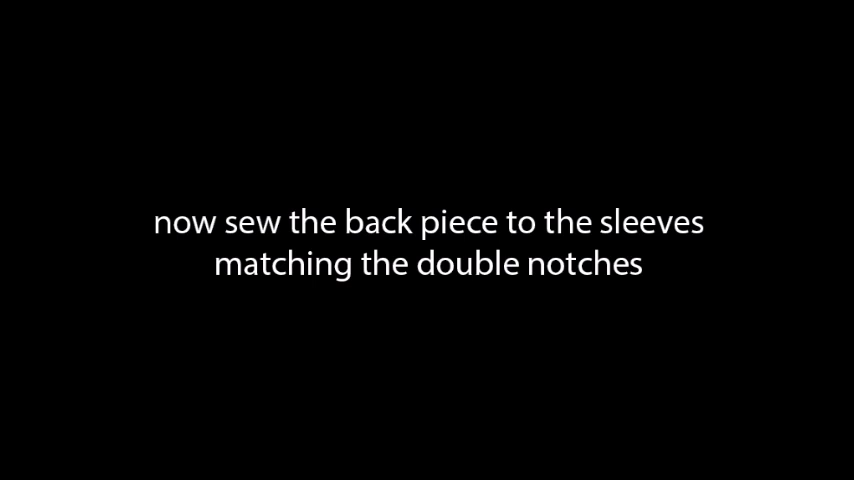 now sew the back piece to the sleeves
matching the double notches